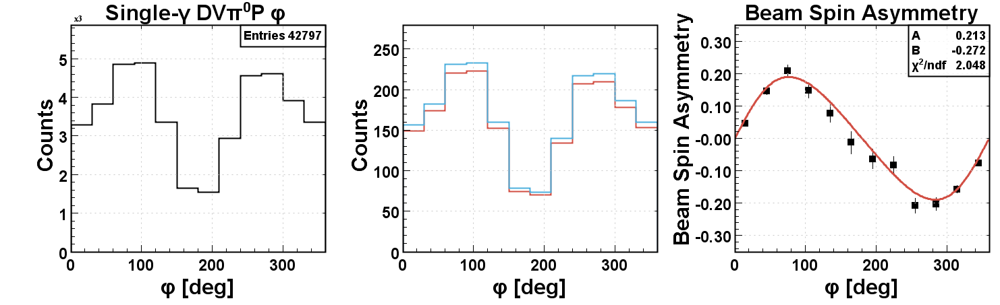 Single-γ DVπ⁰P φ
x3
Entries 42797
5
4
3
2
1
0
0 100 200 300
Counts
φ [deg]
250
200
150
100
50
0
0 100 200 300
Counts
φ [deg]
Beam Spin Asymmetry
A 0.213
B -0.272
χ²/ndf 2.048
0.30
0.20
0.10
-0.00
-0.10
-0.20
-0.30
0 100 200 300
Beam Spin Asymmetry
φ [deg]